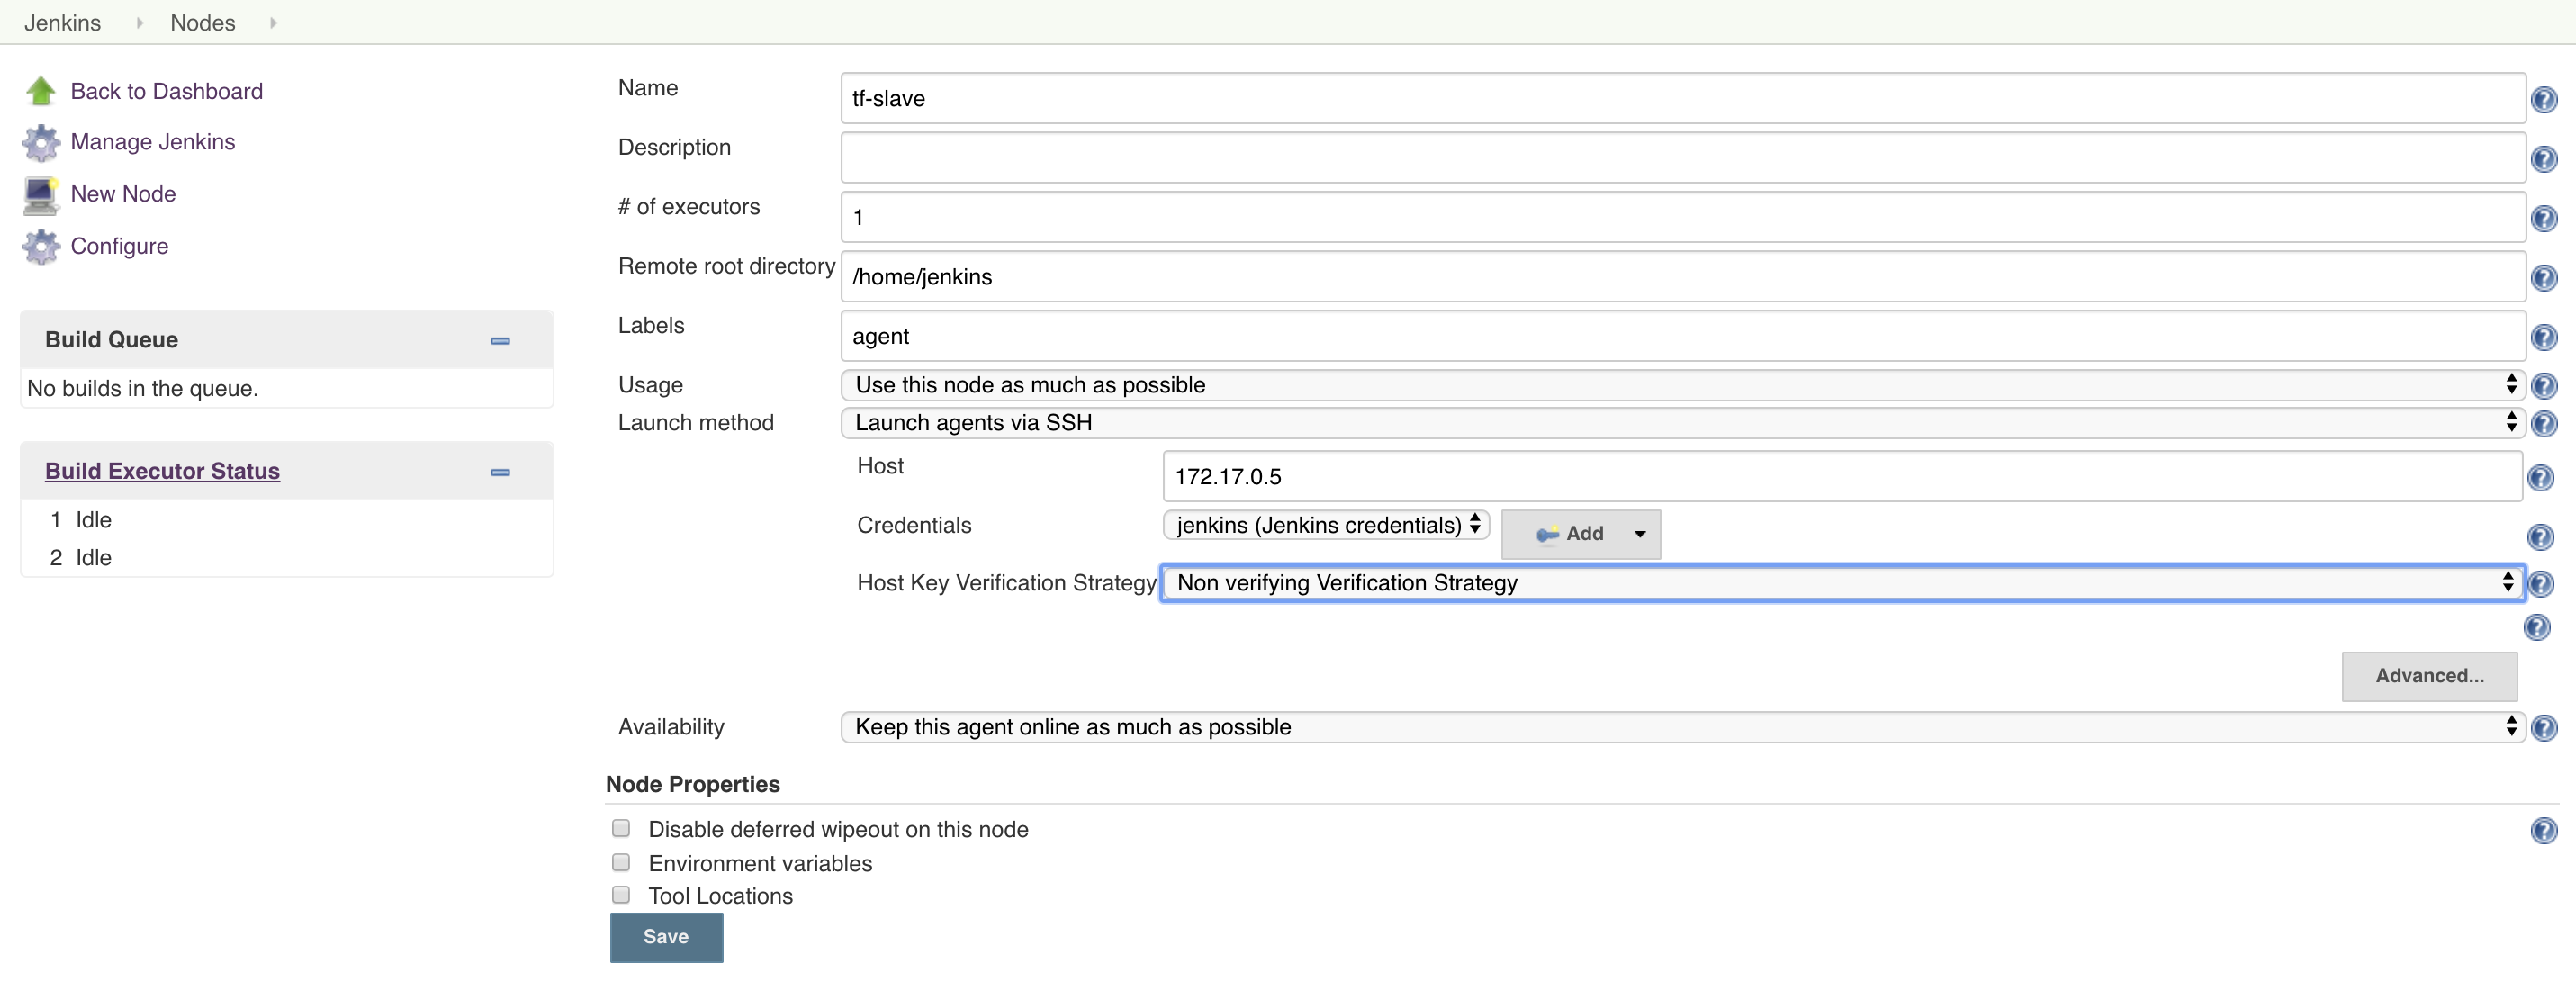 Jenkins Nodes
Back to Dashboard
Manage Jenkins
New Node
Configure
Build Queue
No builds in the queue.
Build Executor Status
1 Idle
2 Idle
Name tf-slave
Description
# of executors 1
Remote root directory /home/jenkins
Labels agent
Usage Use this node as much as possible
Launch method Launch agents via SSH
Host 172.17.0.5
Credentials jenkins (Jenkins credentials) Add
Host Key Verification Strategy Non verifying Verification Strategy
Advanced...
Availability Keep this agent online as much as possible
Node Properties
Disable deferred wipeout on this node
Environment variables
Tool Locations
Save